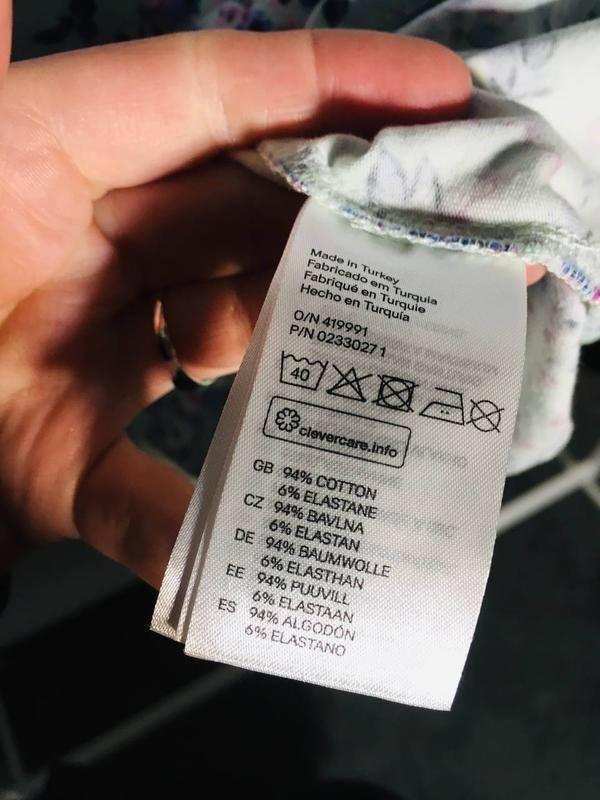 Made in Turkey
Fabricado em Turquia
Fabriqué en Turquie
Hecho en Turquía
O/N 419991
P/N 02330271
40
clevercare.info
GB 94% COTTON
6% ELASTANE
CZ 94% BAVLNA
6% ELASTAN
DE 94% BAUMWOLLE
6% ELASTHAN
EE 94% PUUVILL
6% ELASTAAN
ES 94% ALGODÓN
6% ELASTANO